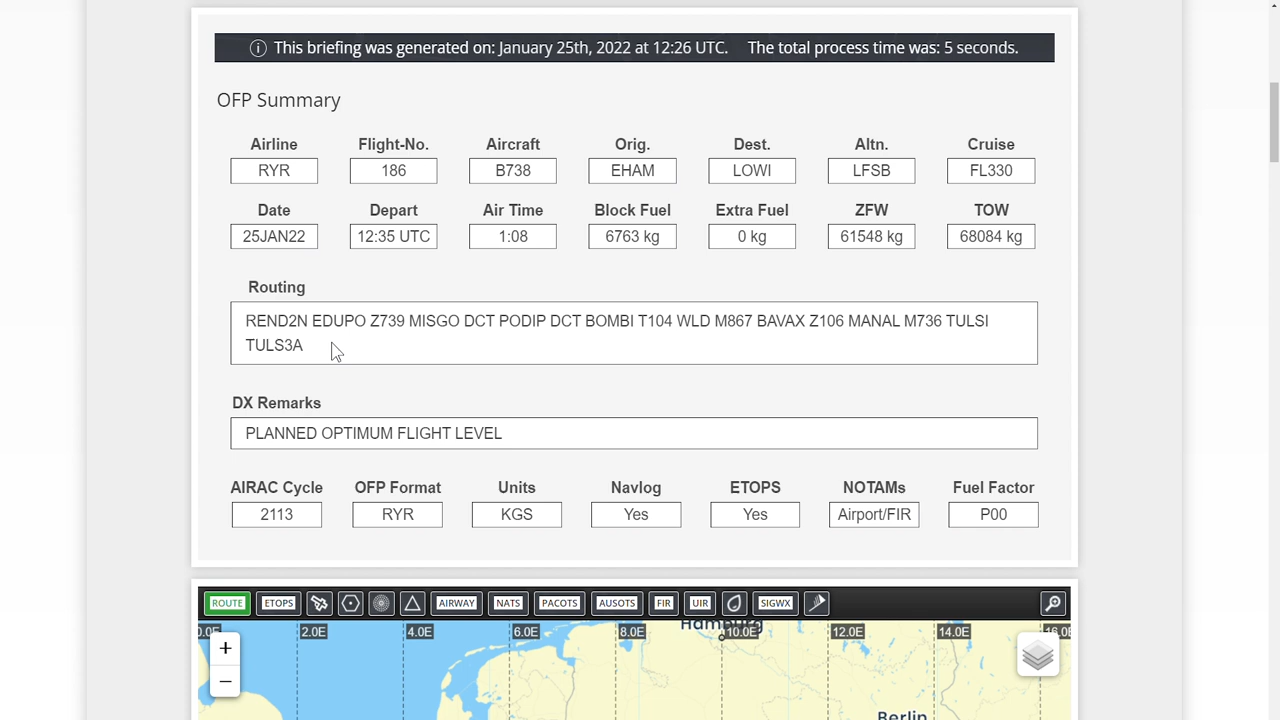 This briefing was generated on: January 25th, 2022 at 12:26 UTC. The total process time was: 5 seconds.
OFP Summary
Airline Flight-No. Aircraft Orig. Dest. Altn. Cruise
RYR 186 B738 EHAM LOWI LFSB FL330
Date Depart Air Time Block Fuel Extra Fuel ZFW TOW
25JAN22 12:35 UTC 1:08 6763 kg 0 kg 61548 kg 68084 kg
Routing
REND2N EDUPO Z739 MISGO DCT PODIP DCT BOMBI T104 WLD M867 BAVAX Z106 MANAL M736 TULSI
TULS3A
DX Remarks
PLANNED OPTIMUM FLIGHT LEVEL
AIRAC Cycle OFP Format Units Navlog ETOPS NOTAMs Fuel Factor
2113 RYR KGS Yes Yes Airport/FIR P00
ROUTE ETOPS AIRWAY NATS PACOTS AUSOTS FIR UIR SIGWX
Hamburg
0.0E 2.0E 4.0E 6.0E 8.0E 10.0E 12.0E 14.0E 16.0E
+
−
Berlin